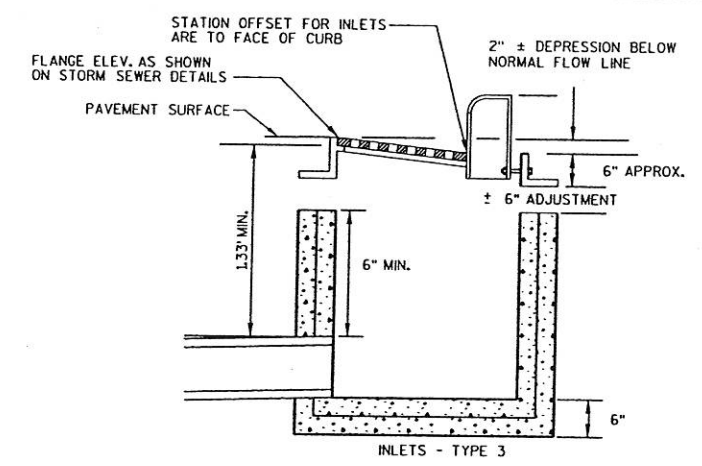 STATION OFFSET FOR INLETS
ARE TO FACE OF CURB
2" ± DEPRESSION BELOW
NORMAL FLOW LINE
FLANGE ELEV. AS SHOWN
ON STORM SEWER DETAILS
PAVEMENT SURFACE
6" APPROX.
± 6" ADJUSTMENT
1.33' MIN.
6" MIN.
6"
INLETS - TYPE 3